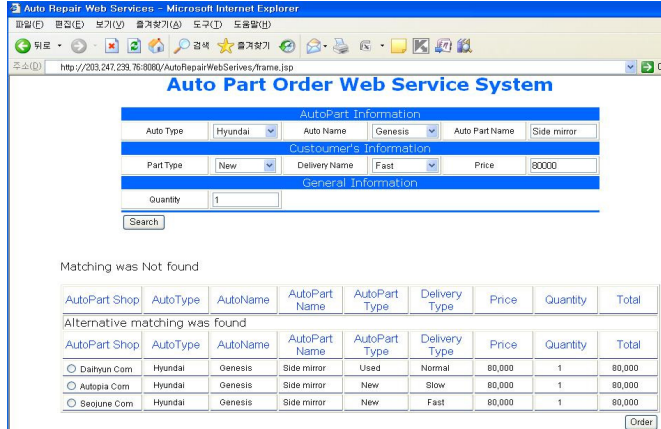 Auto Repair Web Services - Microsoft Internet Explorer
파일(F) 편집(E) 보기(V) 즐겨찾기(A) 도구(T) 도움말(H)
뒤로 검색 즐겨찾기
주소(D) http://203,247,239,76:8080/AutoRepairWebSerives/frame.jsp
Auto Part Order Web Service System
AutoPart Information
Auto Type Hyundai Auto Name Genesis Auto Part Name Side mirror
Custoumer's Information
Part Type New Delivery Name Fast Price 80000
General Information
Quantity 1
Search
Matching was Not found
AutoPart Shop AutoType AutoName AutoPart Name AutoPart Type Delivery Type Price Quantity Total
Alternative matching was found
AutoPart Shop AutoType AutoName AutoPart Name AutoPart Type Delivery Type Price Quantity Total
Daihyun Com Hyundai Genesis Side mirror Used Normal 80,000 1 80,000
Autopia Com Hyundai Genesis Side mirror New Slow 80,000 1 80,000
Seojune Com Hyundai Genesis Side mirror New Fast 80,000 1 80,000
Order